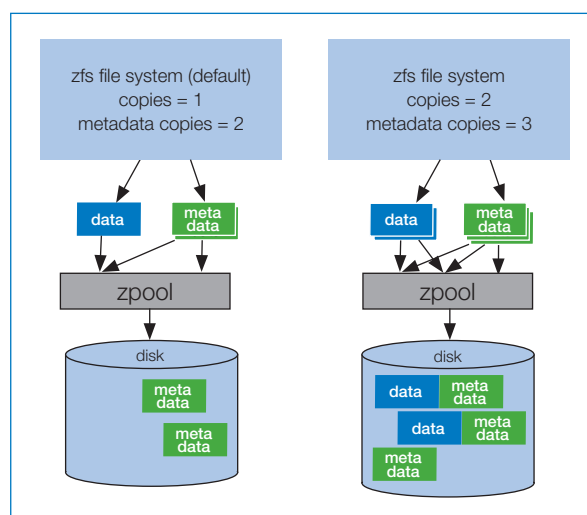 zfs file system (default)
copies = 1
metadata copies = 2
data
meta
data
zpool
disk
meta
data
meta
data
zfs file system
copies = 2
metadata copies = 3
data
meta
data
zpool
disk
data
meta
data
data
meta
data
meta
data